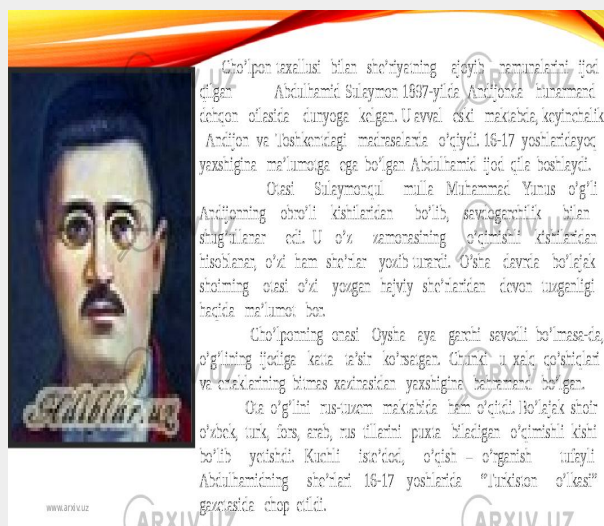 Cho’lpon taxallusi bilan she’riyatning ajoyib namunalarini ijod
qilgan Abdulhamid Sulaymon 1897-yilda Andijonda hunarmand
dehqon oilasida dunyoga kelgan. U avval eski maktabda, keyinchalik
Andijon va Toshkentdagi madrasalarda o’qiydi. 16-17 yoshlaridayoq
yaxshigina ma’lumotga ega bo’lgan Abdulhamid ijod qila boshlaydi.
Otasi Sulaymonqul mulla Muhammad Yunus o’g’li
Andijonning obro’li kishilaridan bo’lib, savdogarchilik bilan
shug’ullanar edi. U o’z zamonasining o’qimishli kishilaridan
hisoblanar, o’zi ham she’rlar yozib turardi. O’sha davrda bo’lajak
shoirning otasi o’zi yozgan hajviy she’rlaridan devon tuzganligi
haqida ma’lumot bor.
Cho’lponning onasi Oysha aya garchi savodli bo’lmasa-da,
o’g’lining ijodiga katta ta’sir ko’rsatgan. Chunki u xalq qo’shiqlari
va ertaklarining bitmas xazinasidan yaxshigina bahramand bo’lgan.
Ota o’g’lini rus-tuzem maktabida ham o’qitdi. Bo’lajak shoir
o’zbek, turk, fors, arab, rus tillarini puxta biladigan o’qimishli kishi
bo’lib yetishdi. Kuchli iste’dod, o’qish – o’rganish tufayli
Abdulhamidning she’rlari 16-17 yoshlarida “Turkiston o’lkasi”
gazetasida chop etildi.
Adiblar.uz
www.arxiv.uz
ARXIV.UZ